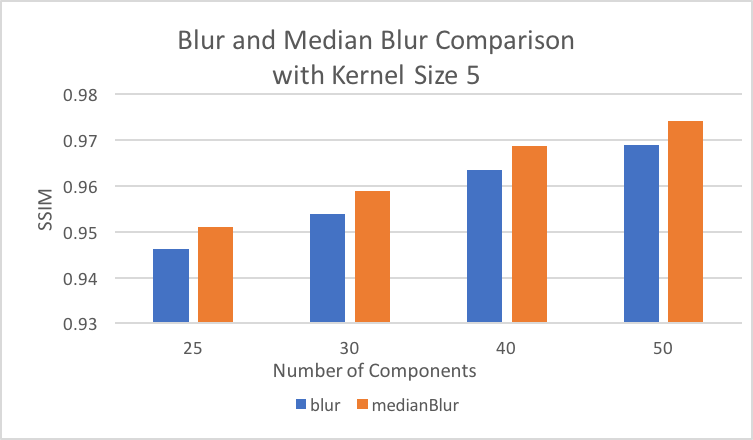 Blur and Median Blur Comparison
with Kernel Size 5
0.98
0.97
0.96
0.95
0.94
0.93
SSIM
25 30 40 50
Number of Components
blur medianBlur